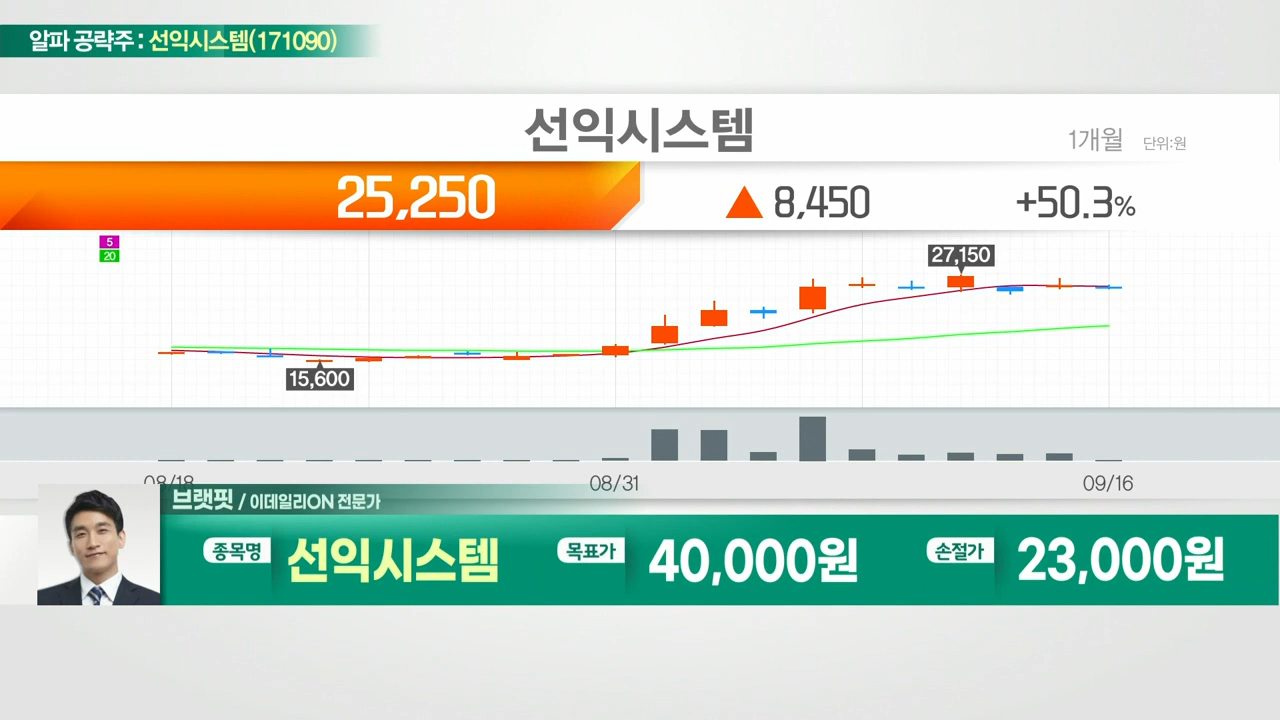 알파 공략주 : 선익시스템(171090)
선익시스템
1개월 단위:원
25,250 ▲ 8,450 +50.3%
5
20
27,150
15,600
08/18 08/31 09/16
브랫핏 / 이데일리ON 전문가
종목명 선익시스템 목표가 40,000원 손절가 23,000원